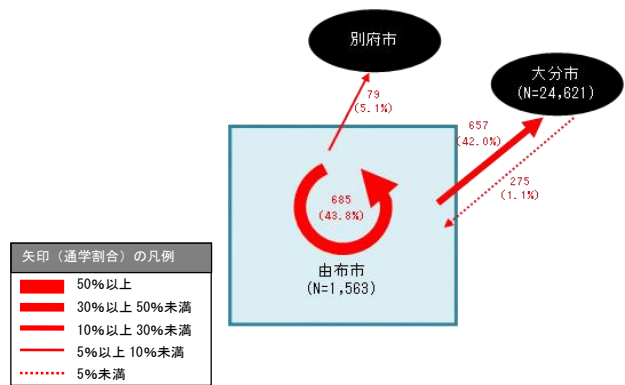 別府市
大分市
(N=24,621)
79
(5.1%)
657
(42.0%)
275
(1.1%)
685
(43.8%)
由布市
(N=1,563)
矢印（通学割合）の凡例
50%以上
30%以上 50%未満
10%以上 30%未満
5%以上 10%未満
5%未満